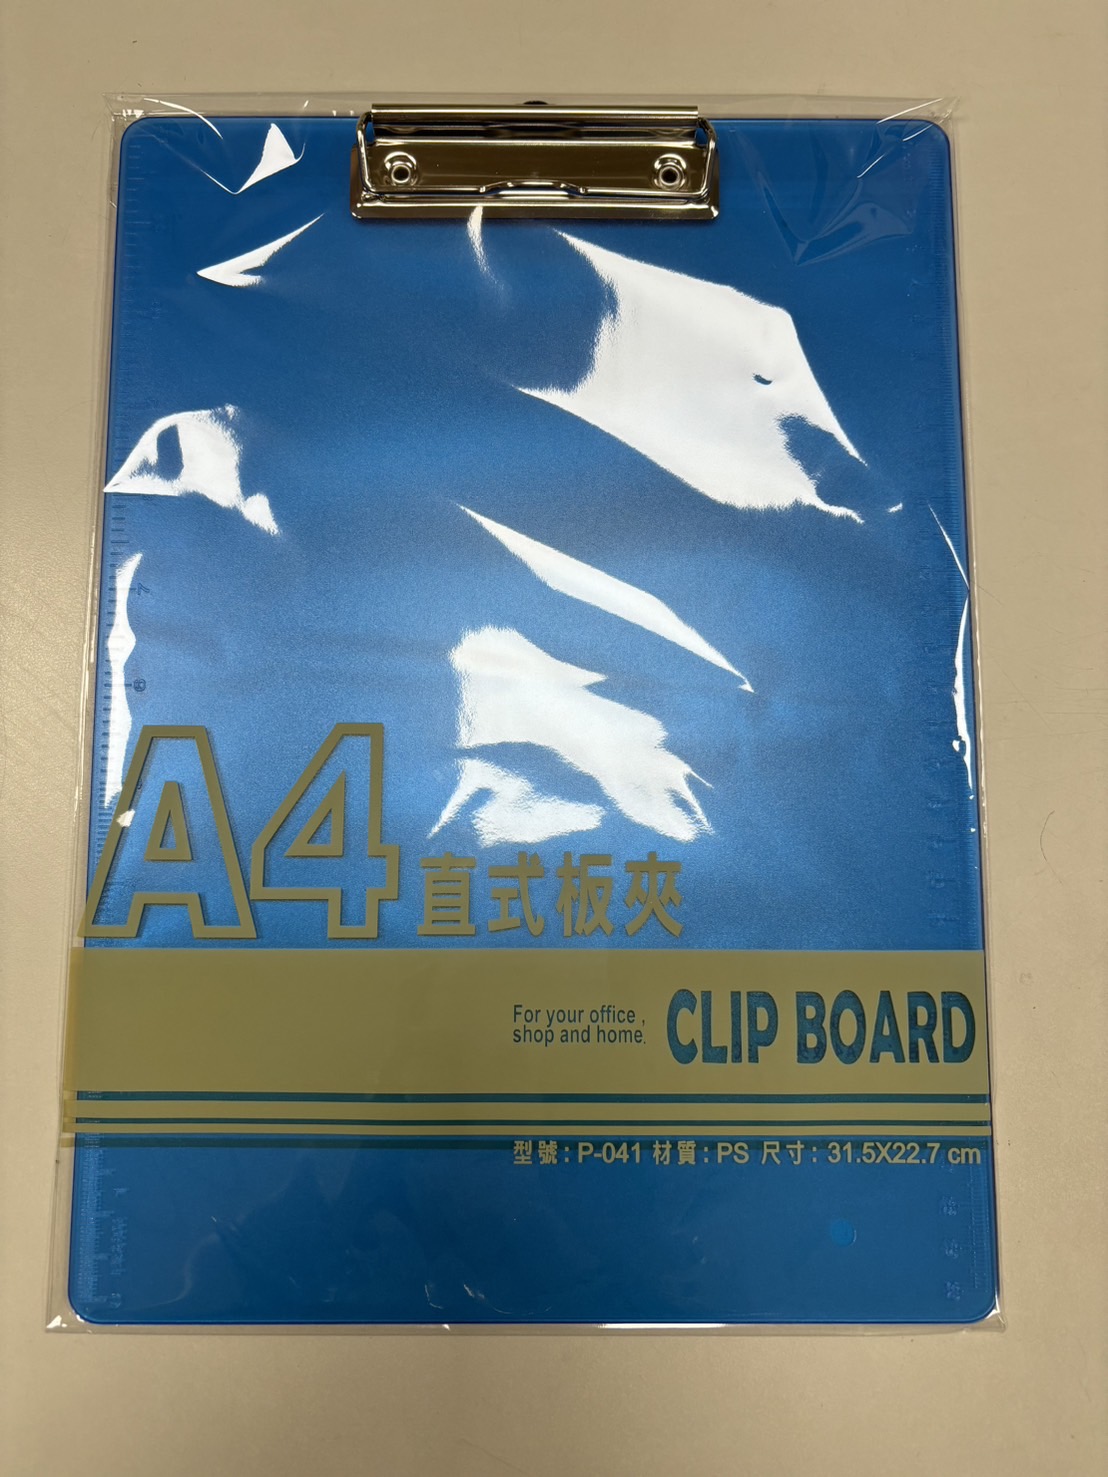 A4 直式板夾
For your office ,
shop and home.
CLIP BOARD
型號 : P-041 材質 : PS 尺寸 : 31.5X22.7 cm